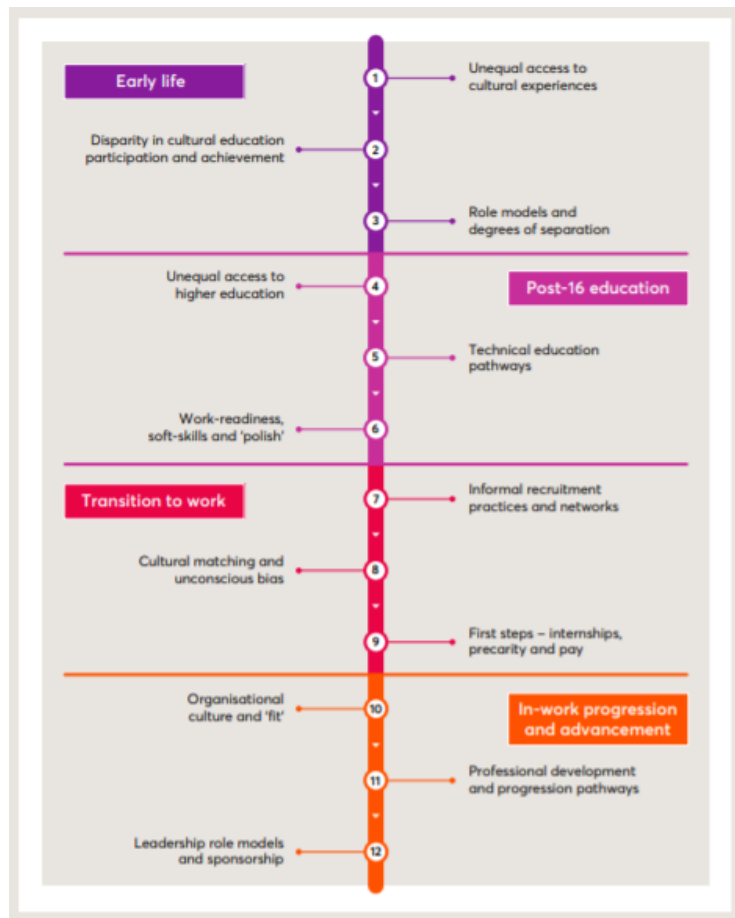 Early life
1
Unequal access to
cultural experiences
Disparity in cultural education
participation and achievement
2
3
Role models and
degrees of separation
Unequal access to
higher education
4
Post-16 education
5
Technical education
pathways
Work-readiness,
soft-skills and ‘polish’
6
Transition to work
7
Informal recruitment
practices and networks
Cultural matching and
unconscious bias
8
9
First steps – internships,
precarity and pay
Organisational
culture and ‘fit’
10
In-work progression
and advancement
11
Professional development
and progression pathways
Leadership role models
and sponsorship
12